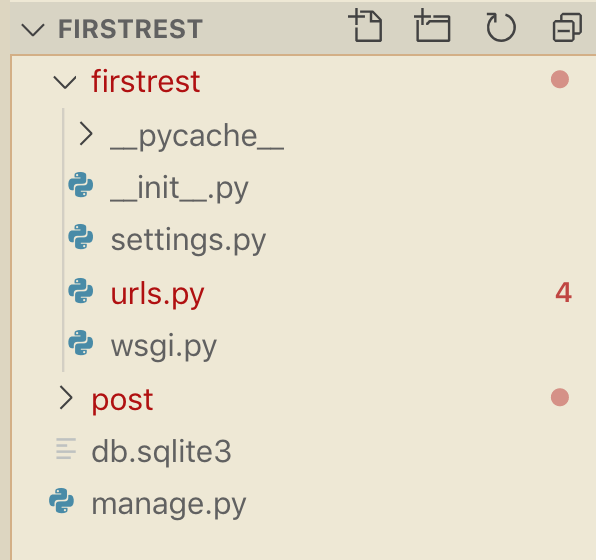 FIRSTREST
firstrest
__pycache__
__init__.py
settings.py
urls.py 4
wsgi.py
post
db.sqlite3
manage.py